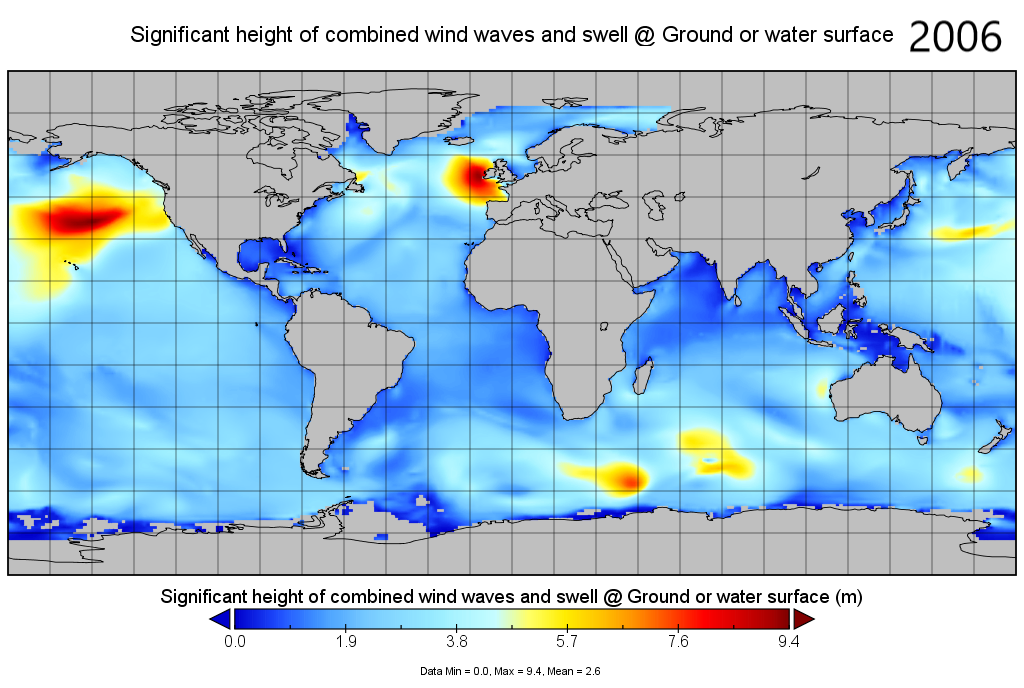 Significant height of combined wind waves and swell @ Ground or water surface 2006
Significant height of combined wind waves and swell @ Ground or water surface (m)
0.0 1.9 3.8 5.7 7.6 9.4
Data Min = 0.0, Max = 9.4, Mean = 2.6